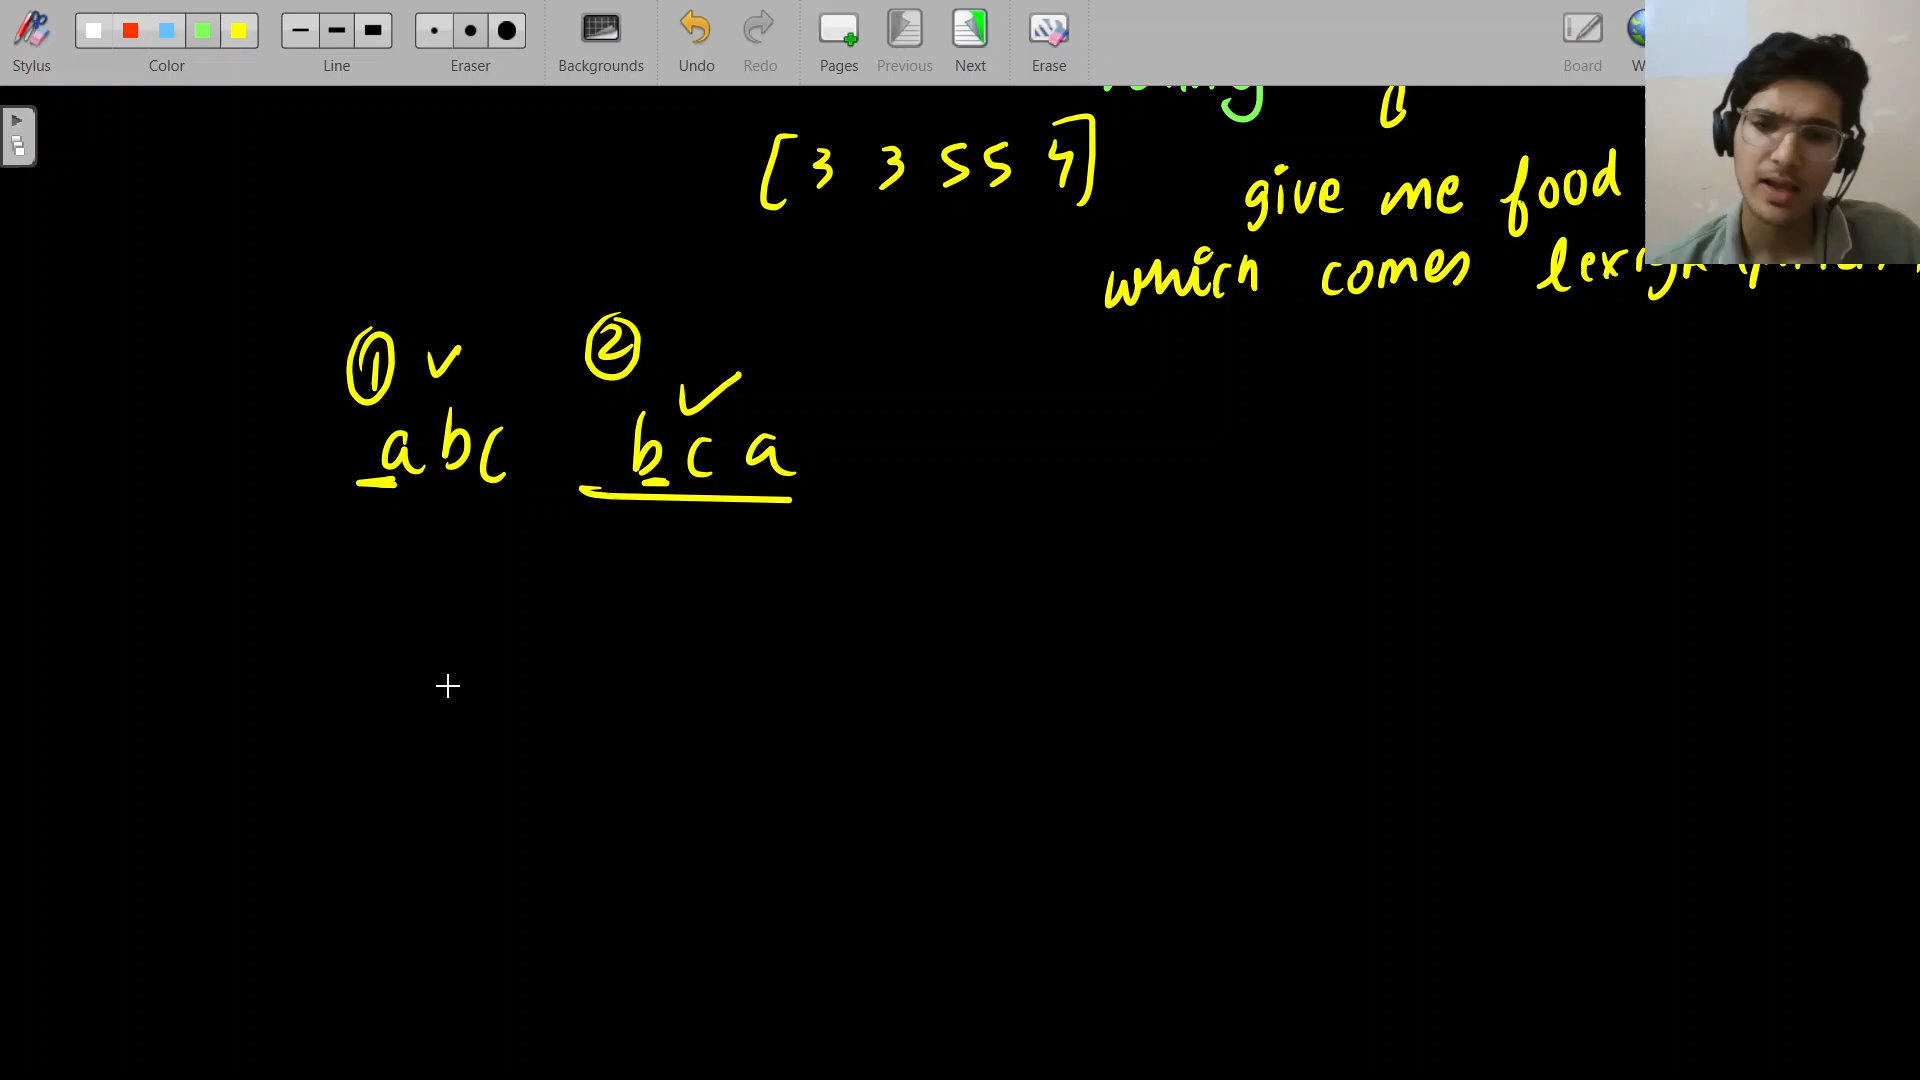 Stylus Color Line Eraser Backgrounds Undo Redo Pages Previous Next Erase Board
[3 3 5 5 4]
give me food
which comes
① ✓ ②
✓
abc bca